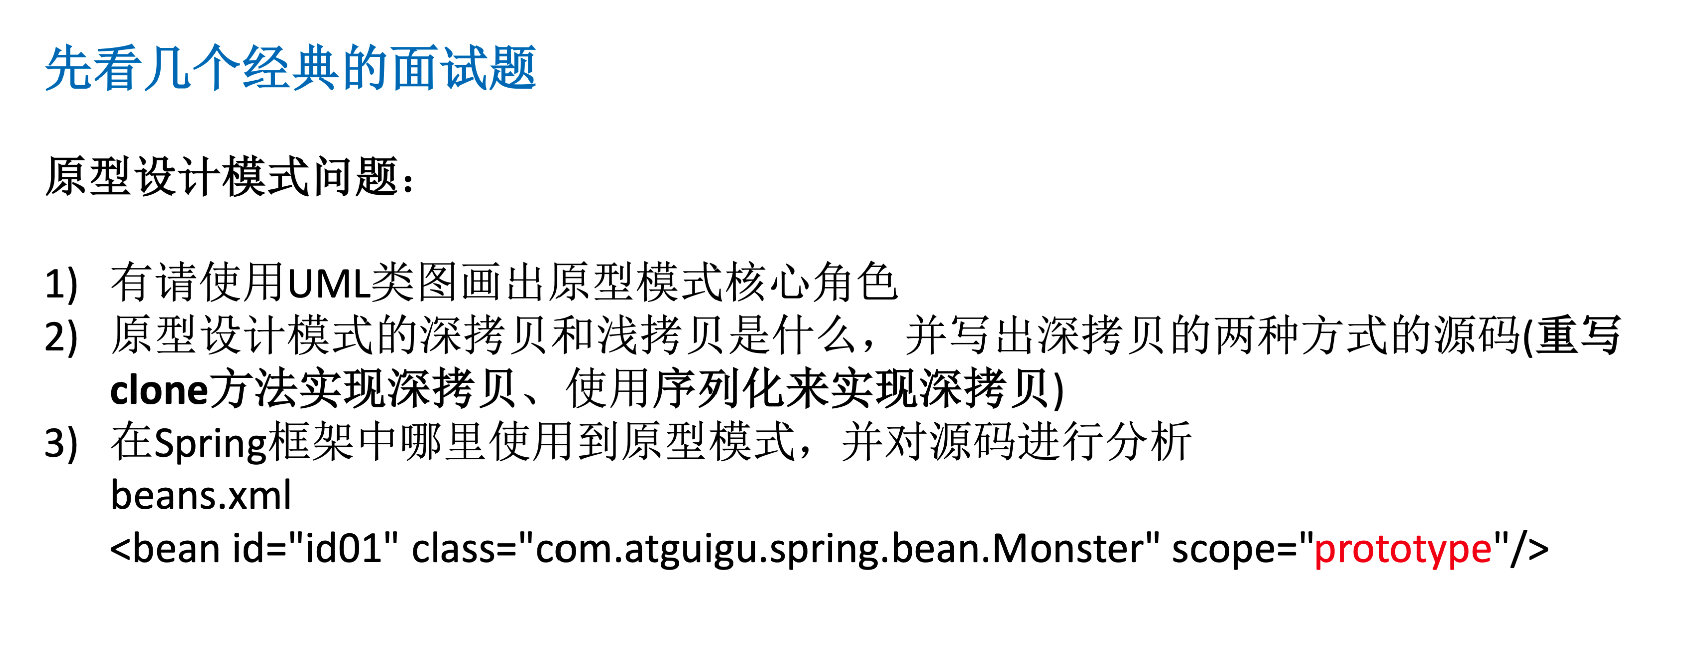 先看几个经典的面试题
原型设计模式问题：
1) 有请使用UML类图画出原型模式核心角色
2) 原型设计模式的深拷贝和浅拷贝是什么，并写出深拷贝的两种方式的源码(重写
clone方法实现深拷贝、使用序列化来实现深拷贝)
3) 在Spring框架中哪里使用到原型模式，并对源码进行分析
beans.xml
<bean id="id01" class="com.atguigu.spring.bean.Monster" scope="prototype"/>